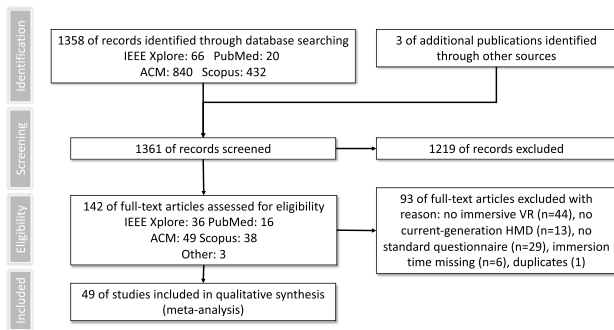 Identification
1358 of records identified through database searching
IEEE Xplore: 66 PubMed: 20
ACM: 840 Scopus: 432
3 of additional publications identified
through other sources
Screening
1361 of records screened
1219 of records excluded
Eligibility
142 of full-text articles assessed for eligibility
IEEE Xplore: 36 PubMed: 16
ACM: 49 Scopus: 38
Other: 3
93 of full-text articles excluded with
reason: no immersive VR (n=44), no
current-generation HMD (n=13), no
standard questionnaire (n=29), immersion
time missing (n=6), duplicates (1)
Included
49 of studies included in qualitative synthesis
(meta-analysis)